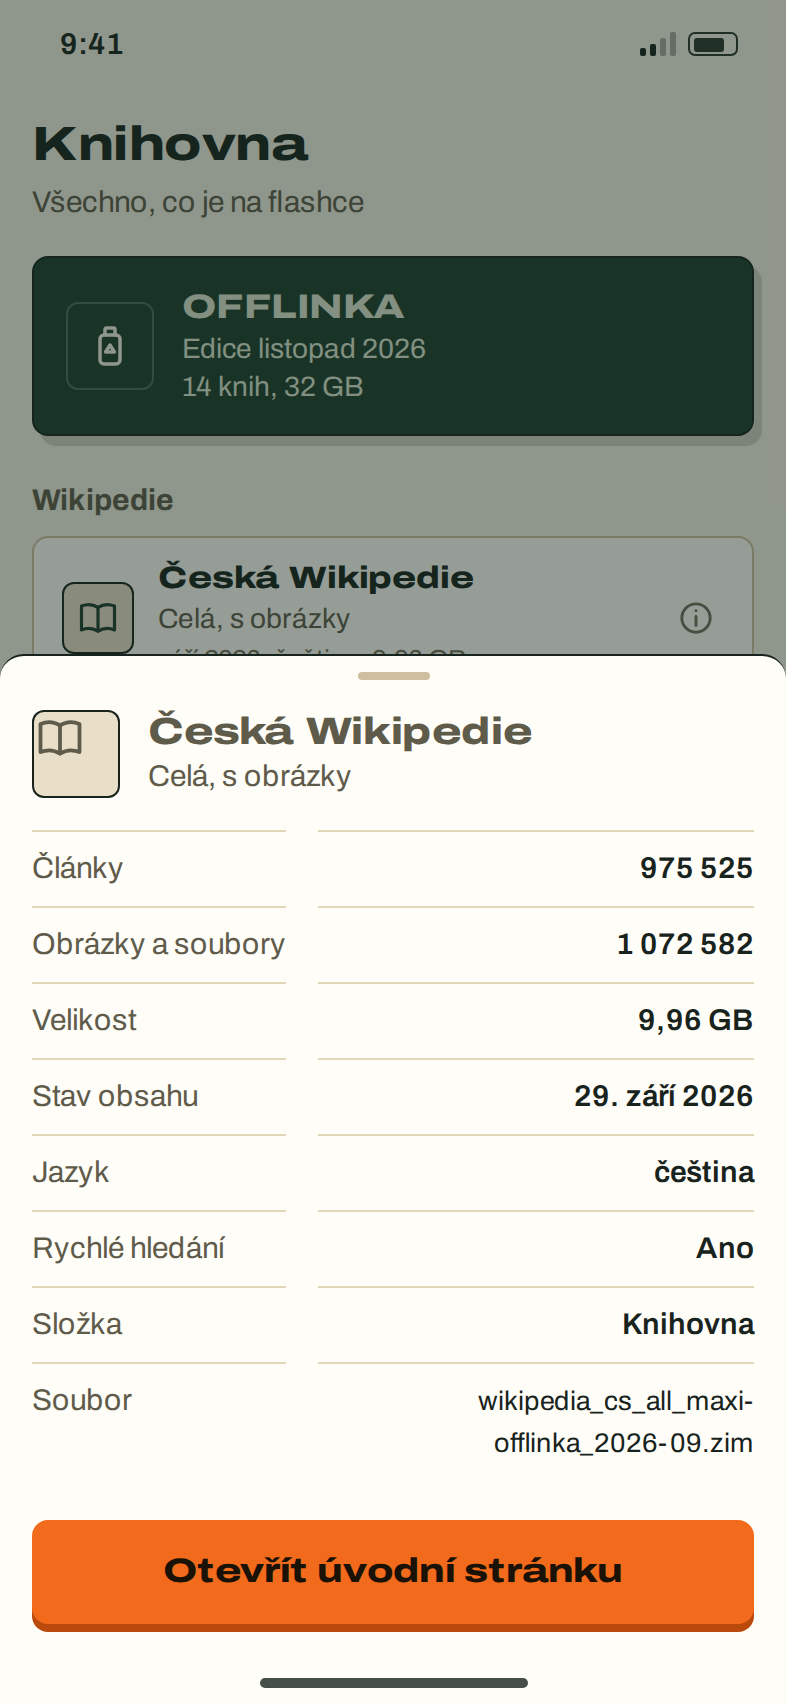 9:41
Knihovna
Všechno, co je na flashce
OFFLINKA
Edice listopad 2026
14 knih, 32 GB
Wikipedie
Česká Wikipedie
Celá, s obrázky
Česká Wikipedie
Celá, s obrázky
Články 975 525
Obrázky a soubory 1 072 582
Velikost 9,96 GB
Stav obsahu 29. září 2026
Jazyk čeština
Rychlé hledání Ano
Složka Knihovna
Soubor wikipedia_cs_all_maxi-
offlinka_2026-09.zim
Otevřít úvodní stránku